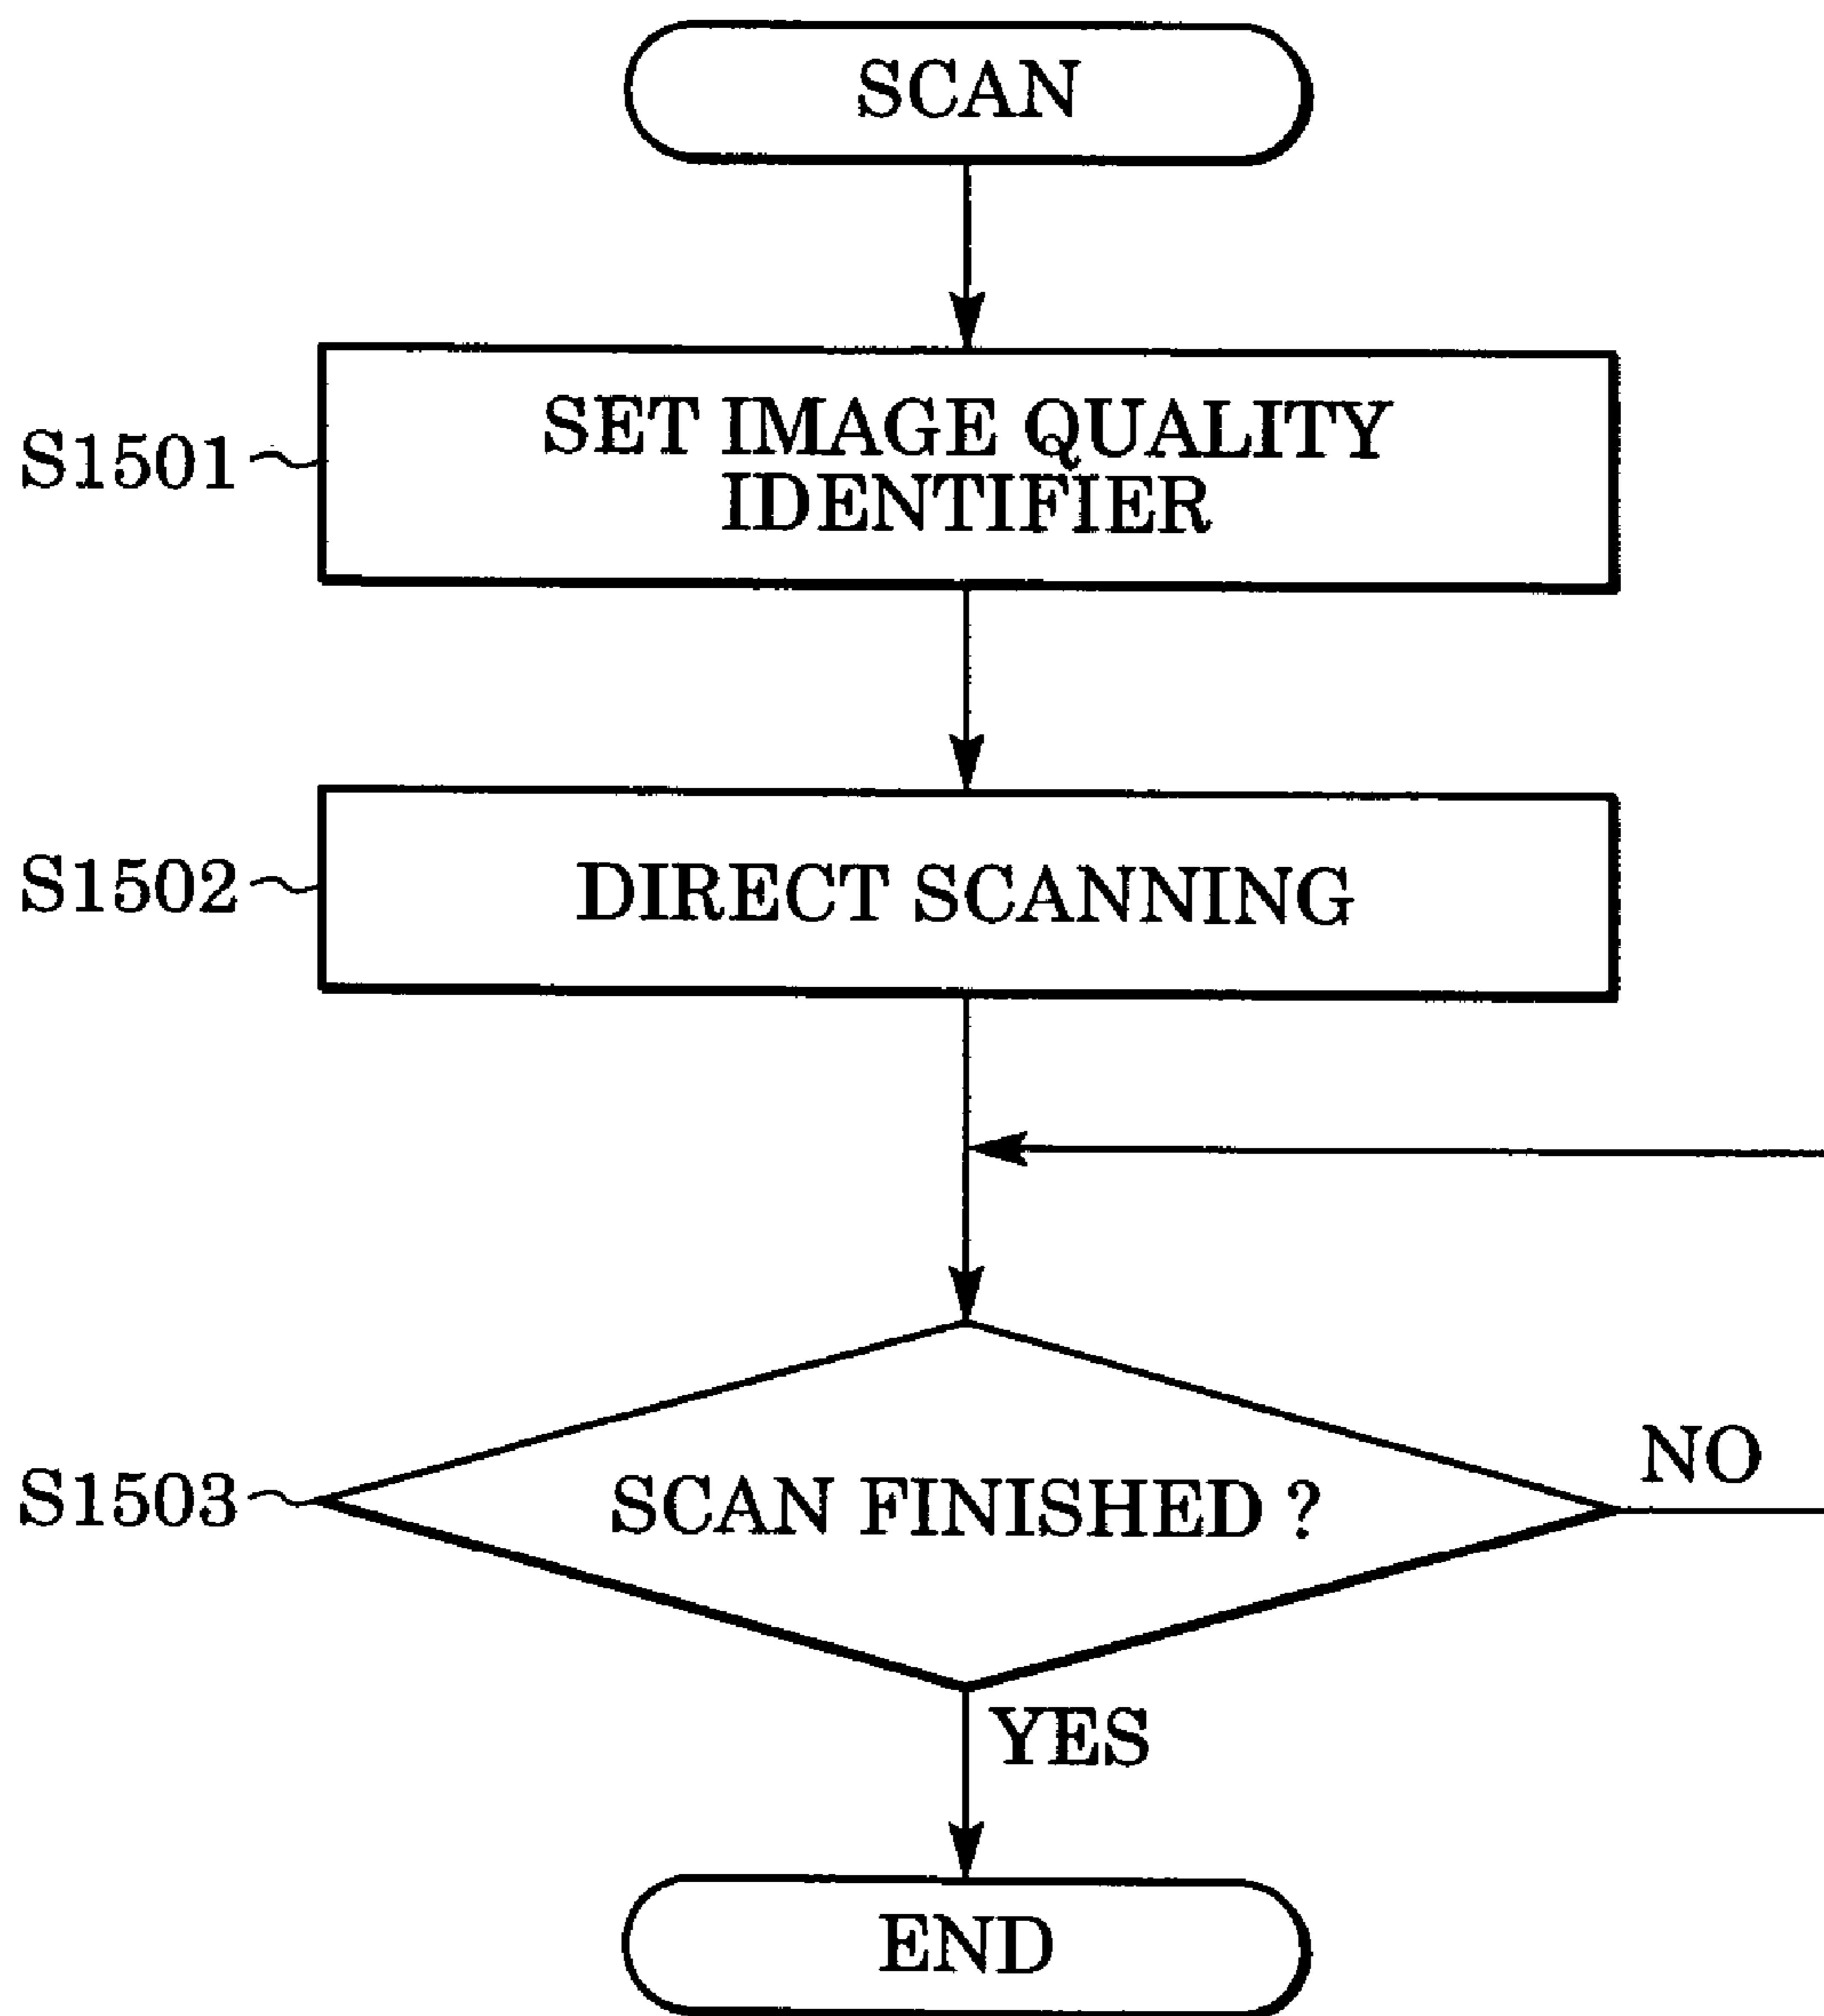 SCAN
S1501
SET IMAGE QUALITY
IDENTIFIER
S1502
DIRECT SCANNING
S1503
SCAN FINISHED ?
NO
YES
END